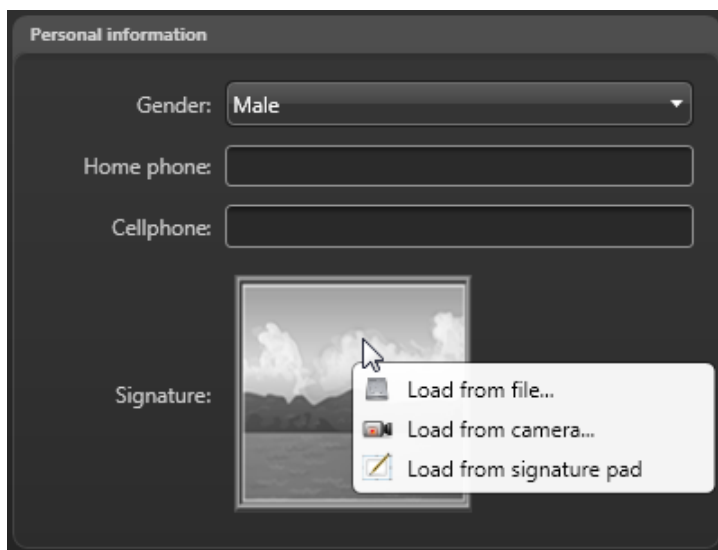 Personal information
Gender: Male
Home phone:
Cellphone:
Signature:
Load from file...
Load from camera...
Load from signature pad